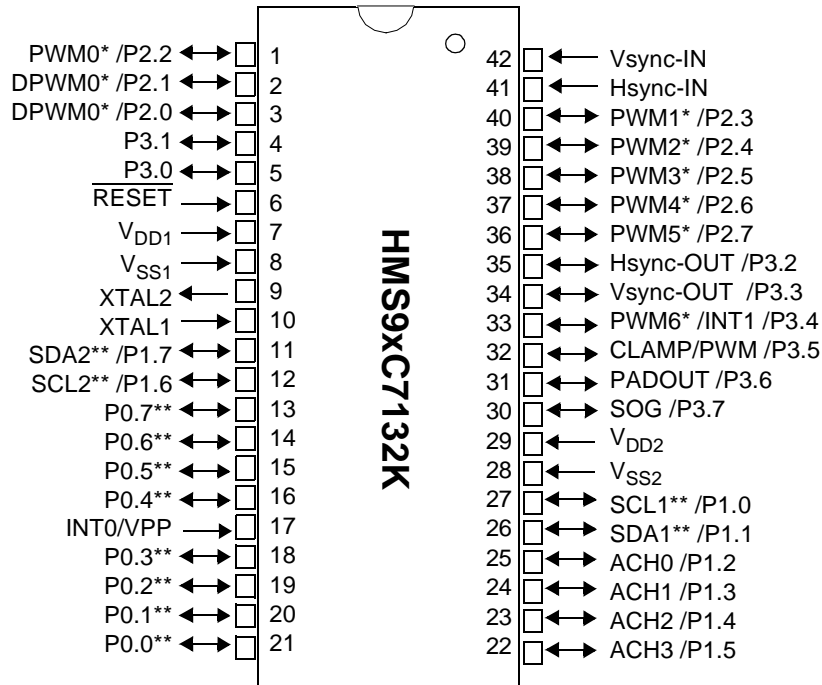 PWM0* /P2.2 1
DPWM0* /P2.1 2
DPWM0* /P2.0 3
P3.1 4
P3.0 5
RESET 6
VDD1 7
VSS1 8
XTAL2 9
XTAL1 10
SDA2** /P1.7 11
SCL2** /P1.6 12
P0.7** 13
P0.6** 14
P0.5** 15
P0.4** 16
INT0/VPP 17
P0.3** 18
P0.2** 19
P0.1** 20
P0.0** 21
HMS9xC7132K
42 Vsync-IN
41 Hsync-IN
40 PWM1* /P2.3
39 PWM2* /P2.4
38 PWM3* /P2.5
37 PWM4* /P2.6
36 PWM5* /P2.7
35 Hsync-OUT /P3.2
34 Vsync-OUT /P3.3
33 PWM6* /INT1 /P3.4
32 CLAMP/PWM /P3.5
31 PADOUT /P3.6
30 SOG /P3.7
29 VDD2
28 VSS2
27 SCL1** /P1.0
26 SDA1** /P1.1
25 ACH0 /P1.2
24 ACH1 /P1.3
23 ACH2 /P1.4
22 ACH3 /P1.5